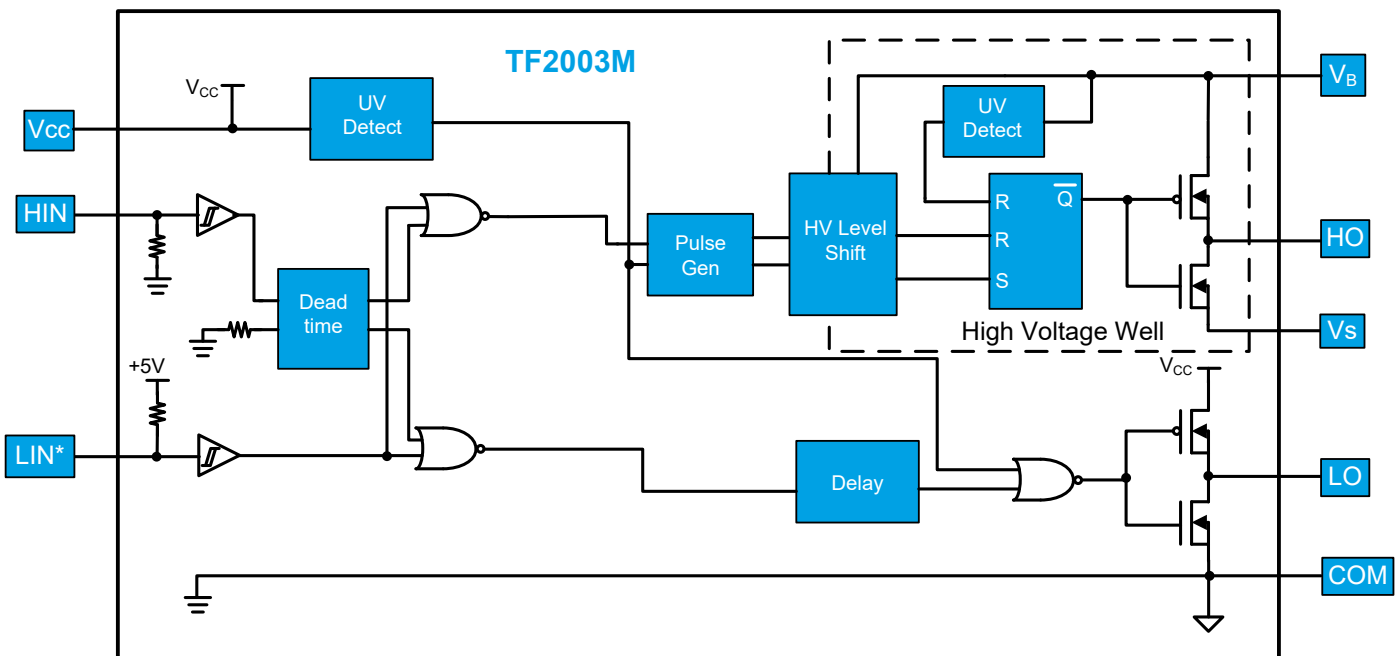 TF2003M
VCC
UV
Detect
Vcc
HIN
Dead
time
+5V
LIN*
Pulse
Gen
HV Level
Shift
UV
Detect
R
R
S
Q
High Voltage Well
VB
HO
Vs
VCC
Delay
LO
COM